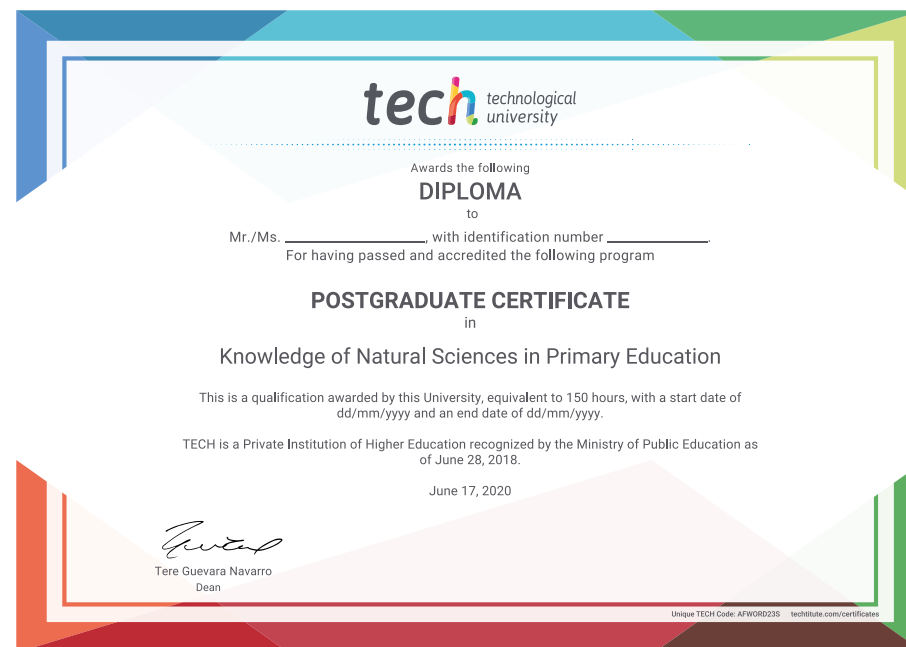 tech technological
university
Awards the following
DIPLOMA
to
Mr./Ms. ____________________, with identification number ______________.
For having passed and accredited the following program
POSTGRADUATE CERTIFICATE
in
Knowledge of Natural Sciences in Primary Education
This is a qualification awarded by this University, equivalent to 150 hours, with a start date of
dd/mm/yyyy and an end date of dd/mm/yyyy.
TECH is a Private Institution of Higher Education recognized by the Ministry of Public Education as
of June 28, 2018.
June 17, 2020
Tere Guevara Navarro
Dean
Unique TECH Code: AFWORD23S techtitute.com/certificates